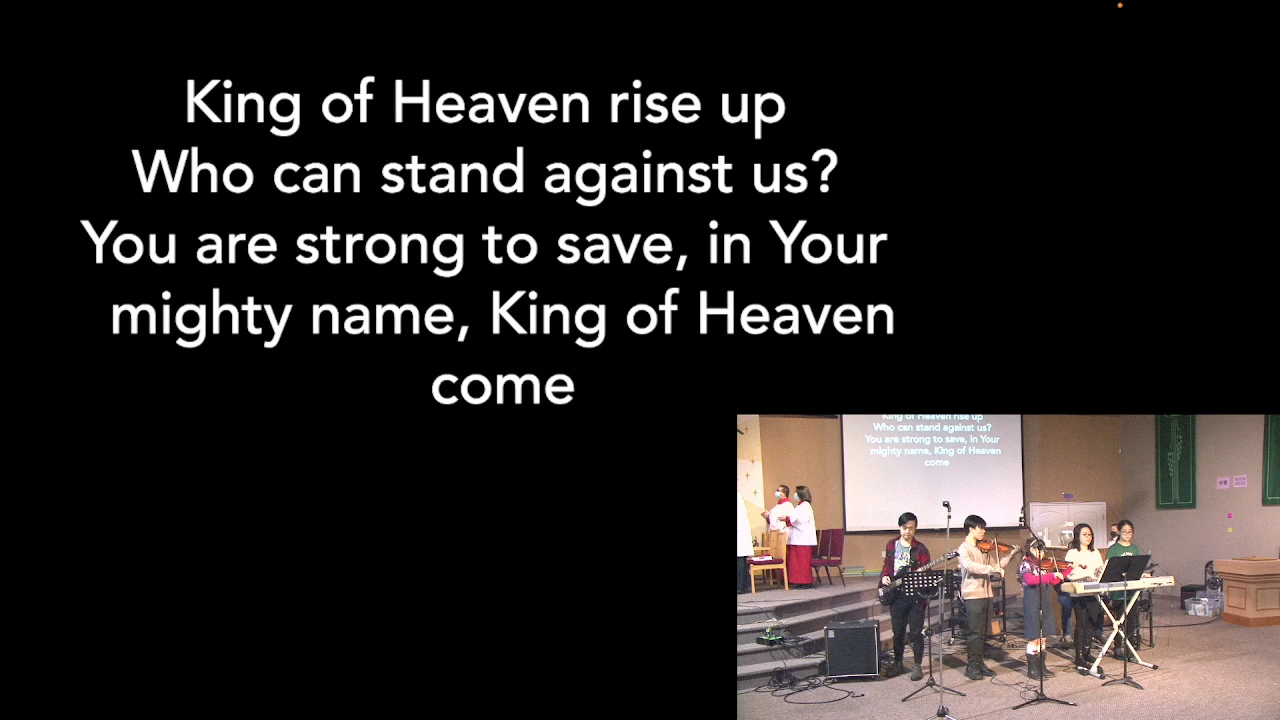 King of Heaven rise up
Who can stand against us?
You are strong to save, in Your
mighty name, King of Heaven
come
King of Heaven rise up
Who can stand against us?
You are strong to save, in Your
mighty name, King of Heaven
come